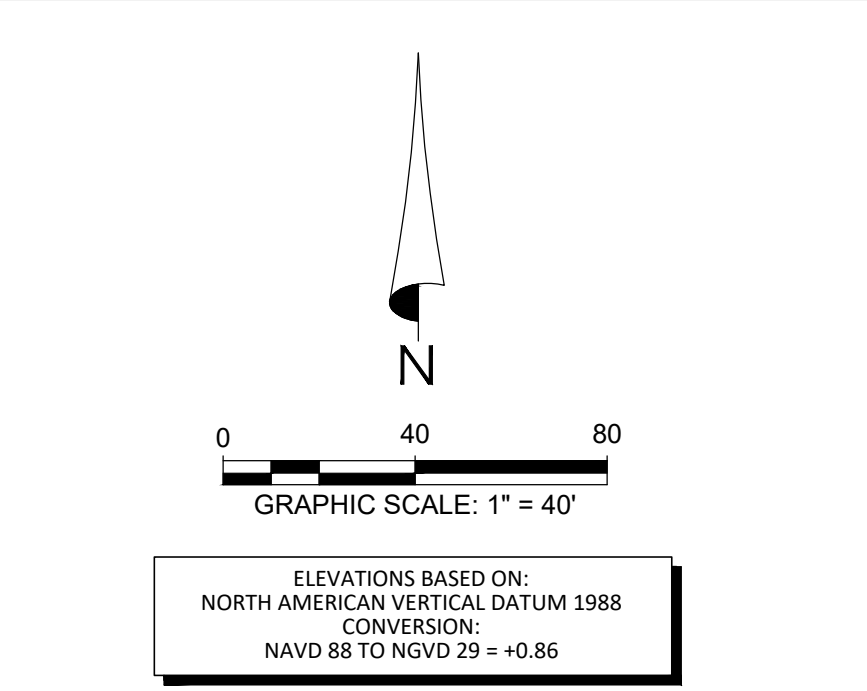 N
0 40 80
GRAPHIC SCALE: 1" = 40'
ELEVATIONS BASED ON:
NORTH AMERICAN VERTICAL DATUM 1988
CONVERSION:
NAVD 88 TO NGVD 29 = +0.86